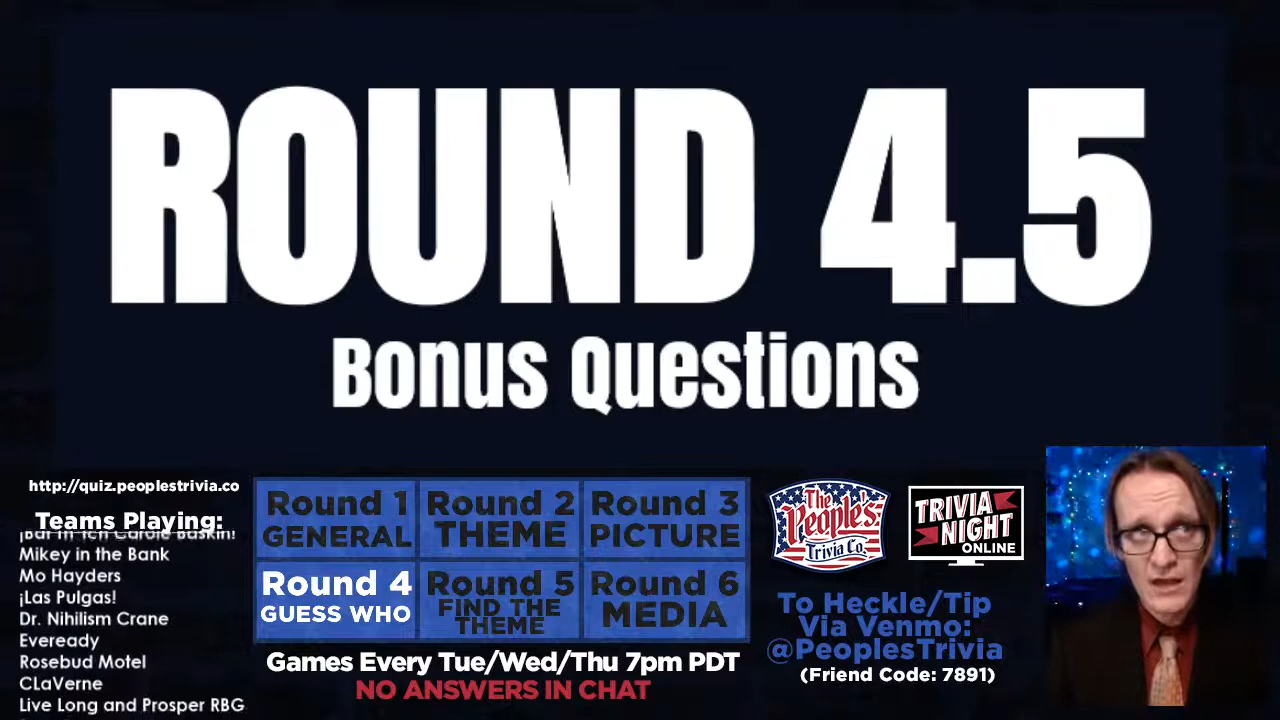 ROUND 4.5
Bonus Questions
http://quiz.peoplestrivia.co
Teams Playing:
Mikey in the Bank
Mo Hayders
¡Las Pulgas!
Dr. Nihilism Crane
Eveready
Rosebud Motel
CLaVerne
Live Long and Prosper RBG
Round 1
GENERAL
Round 2
THEME
Round 3
PICTURE
Round 4
GUESS WHO
Round 5
FIND THE
THEME
Round 6
MEDIA
Games Every Tue/Wed/Thu 7pm PDT
NO ANSWERS IN CHAT
The
People's
Trivia Co.
TRIVIA
NIGHT
ONLINE
To Heckle/Tip
Via Venmo:
@PeoplesTrivia
(Friend Code: 7891)